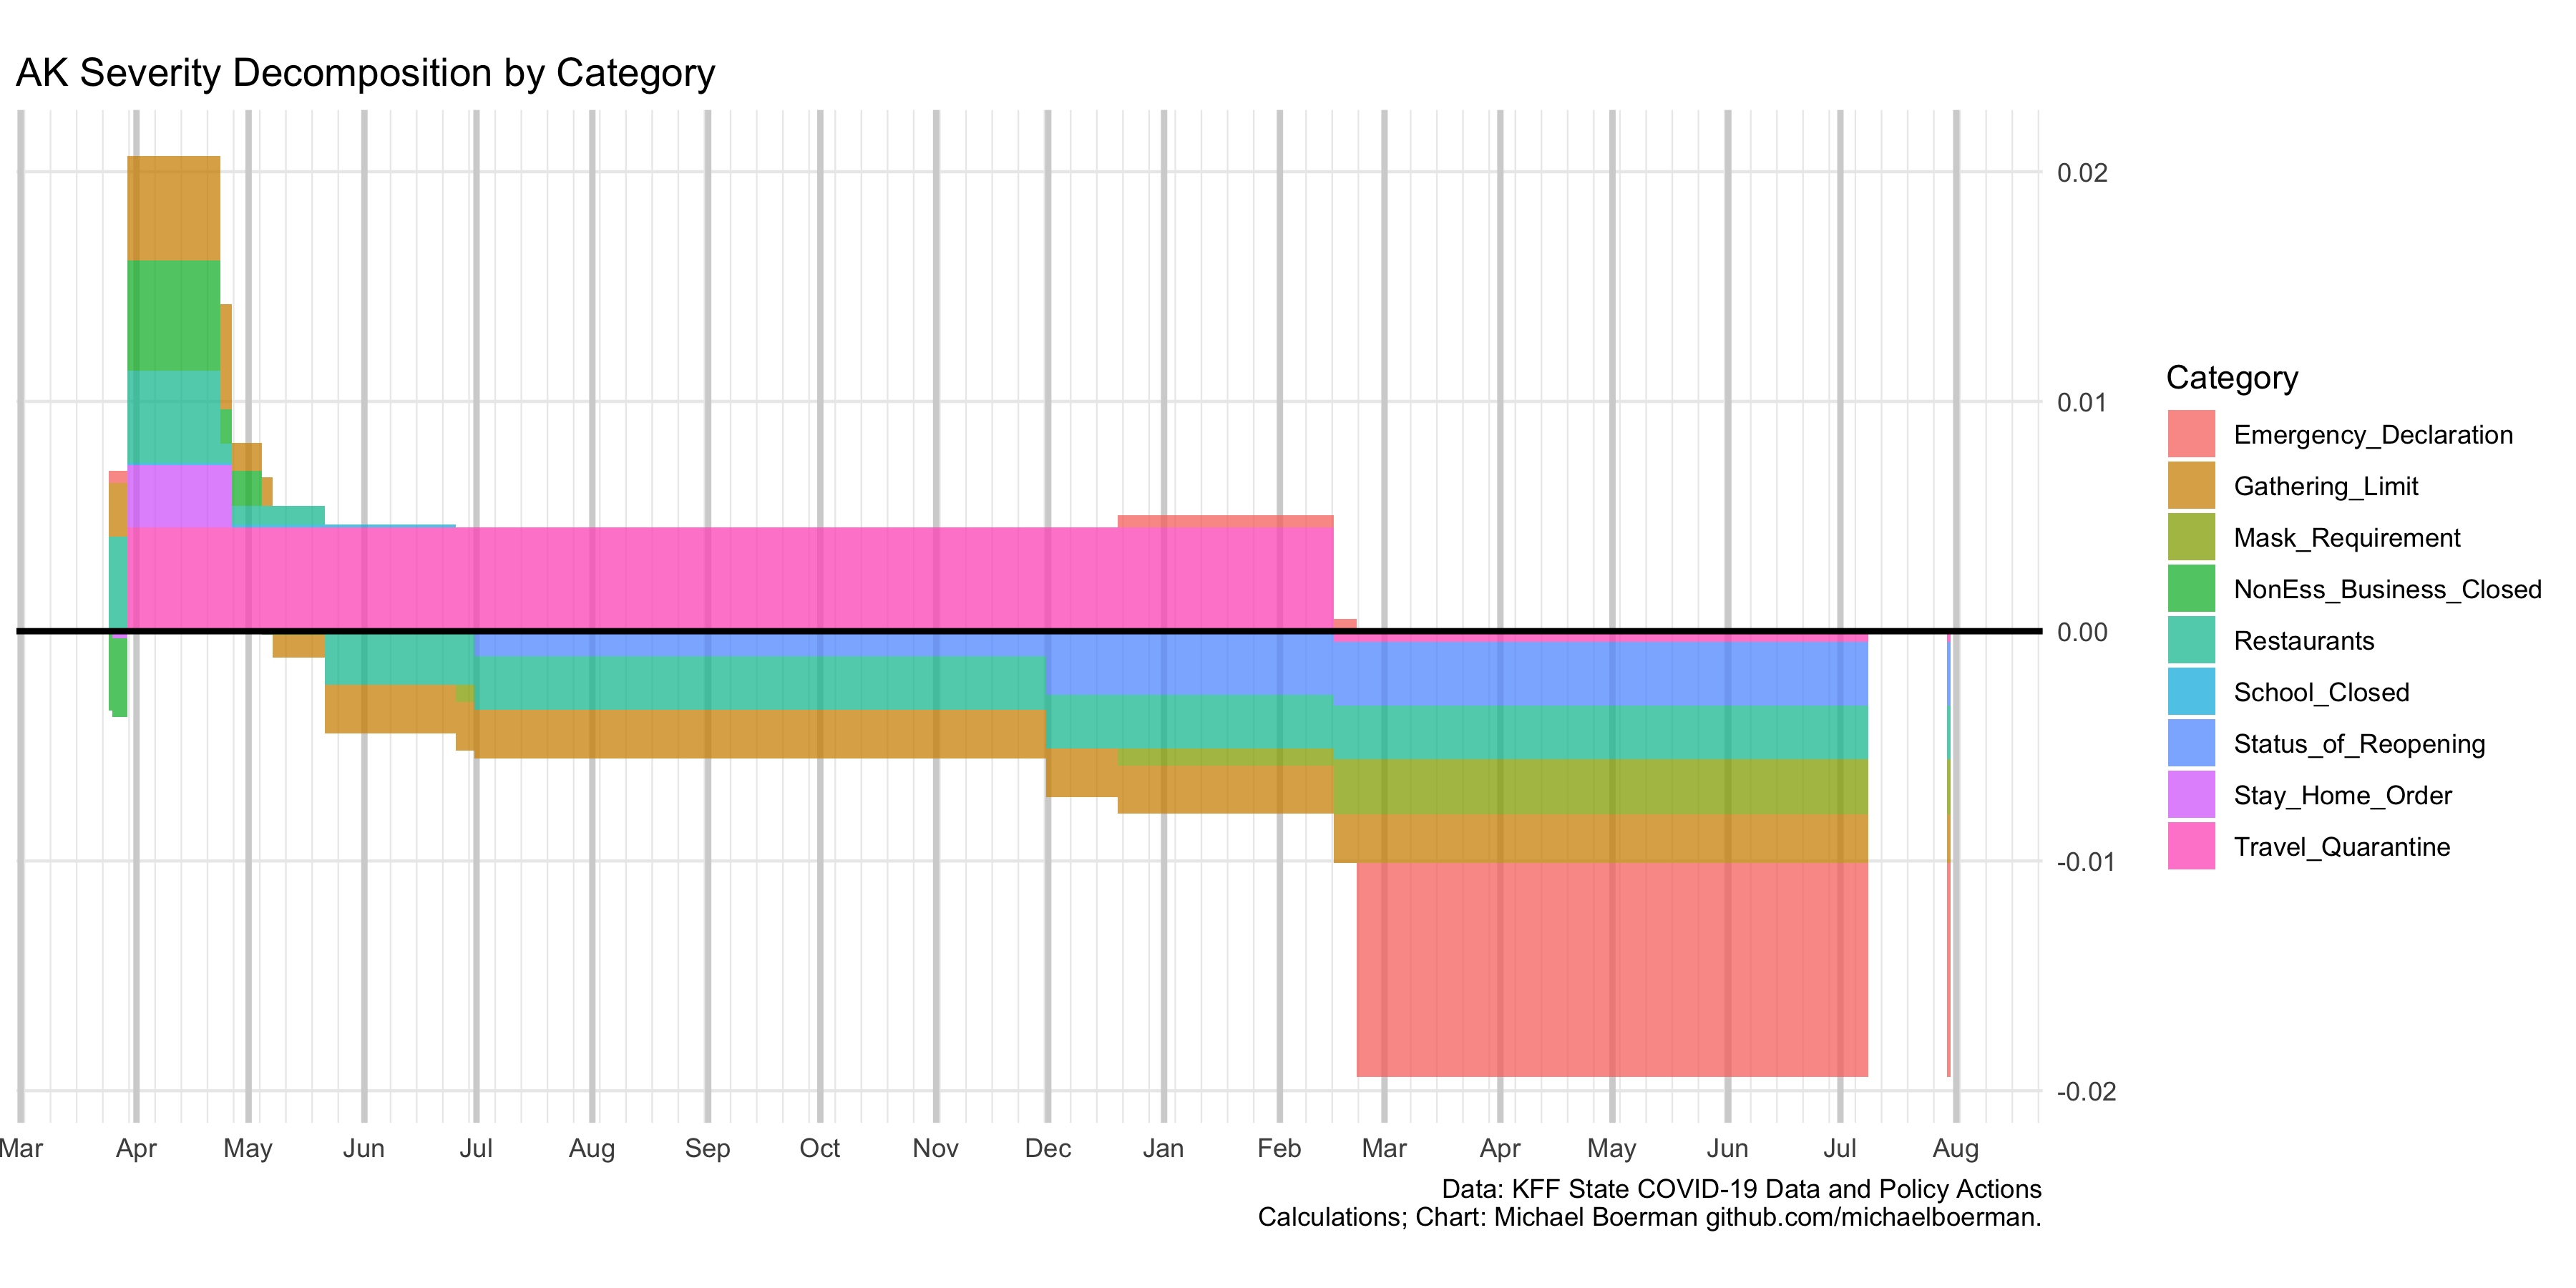 AK Severity Decomposition by Category
0.02
0.01
0.00
-0.01
-0.02
Mar Apr May Jun Jul Aug Sep Oct Nov Dec Jan Feb Mar Apr May Jun Jul Aug
Data: KFF State COVID-19 Data and Policy Actions
Calculations; Chart: Michael Boerman github.com/michaelboerman.
Category
Emergency_Declaration
Gathering_Limit
Mask_Requirement
NonEss_Business_Closed
Restaurants
School_Closed
Status_of_Reopening
Stay_Home_Order
Travel_Quarantine